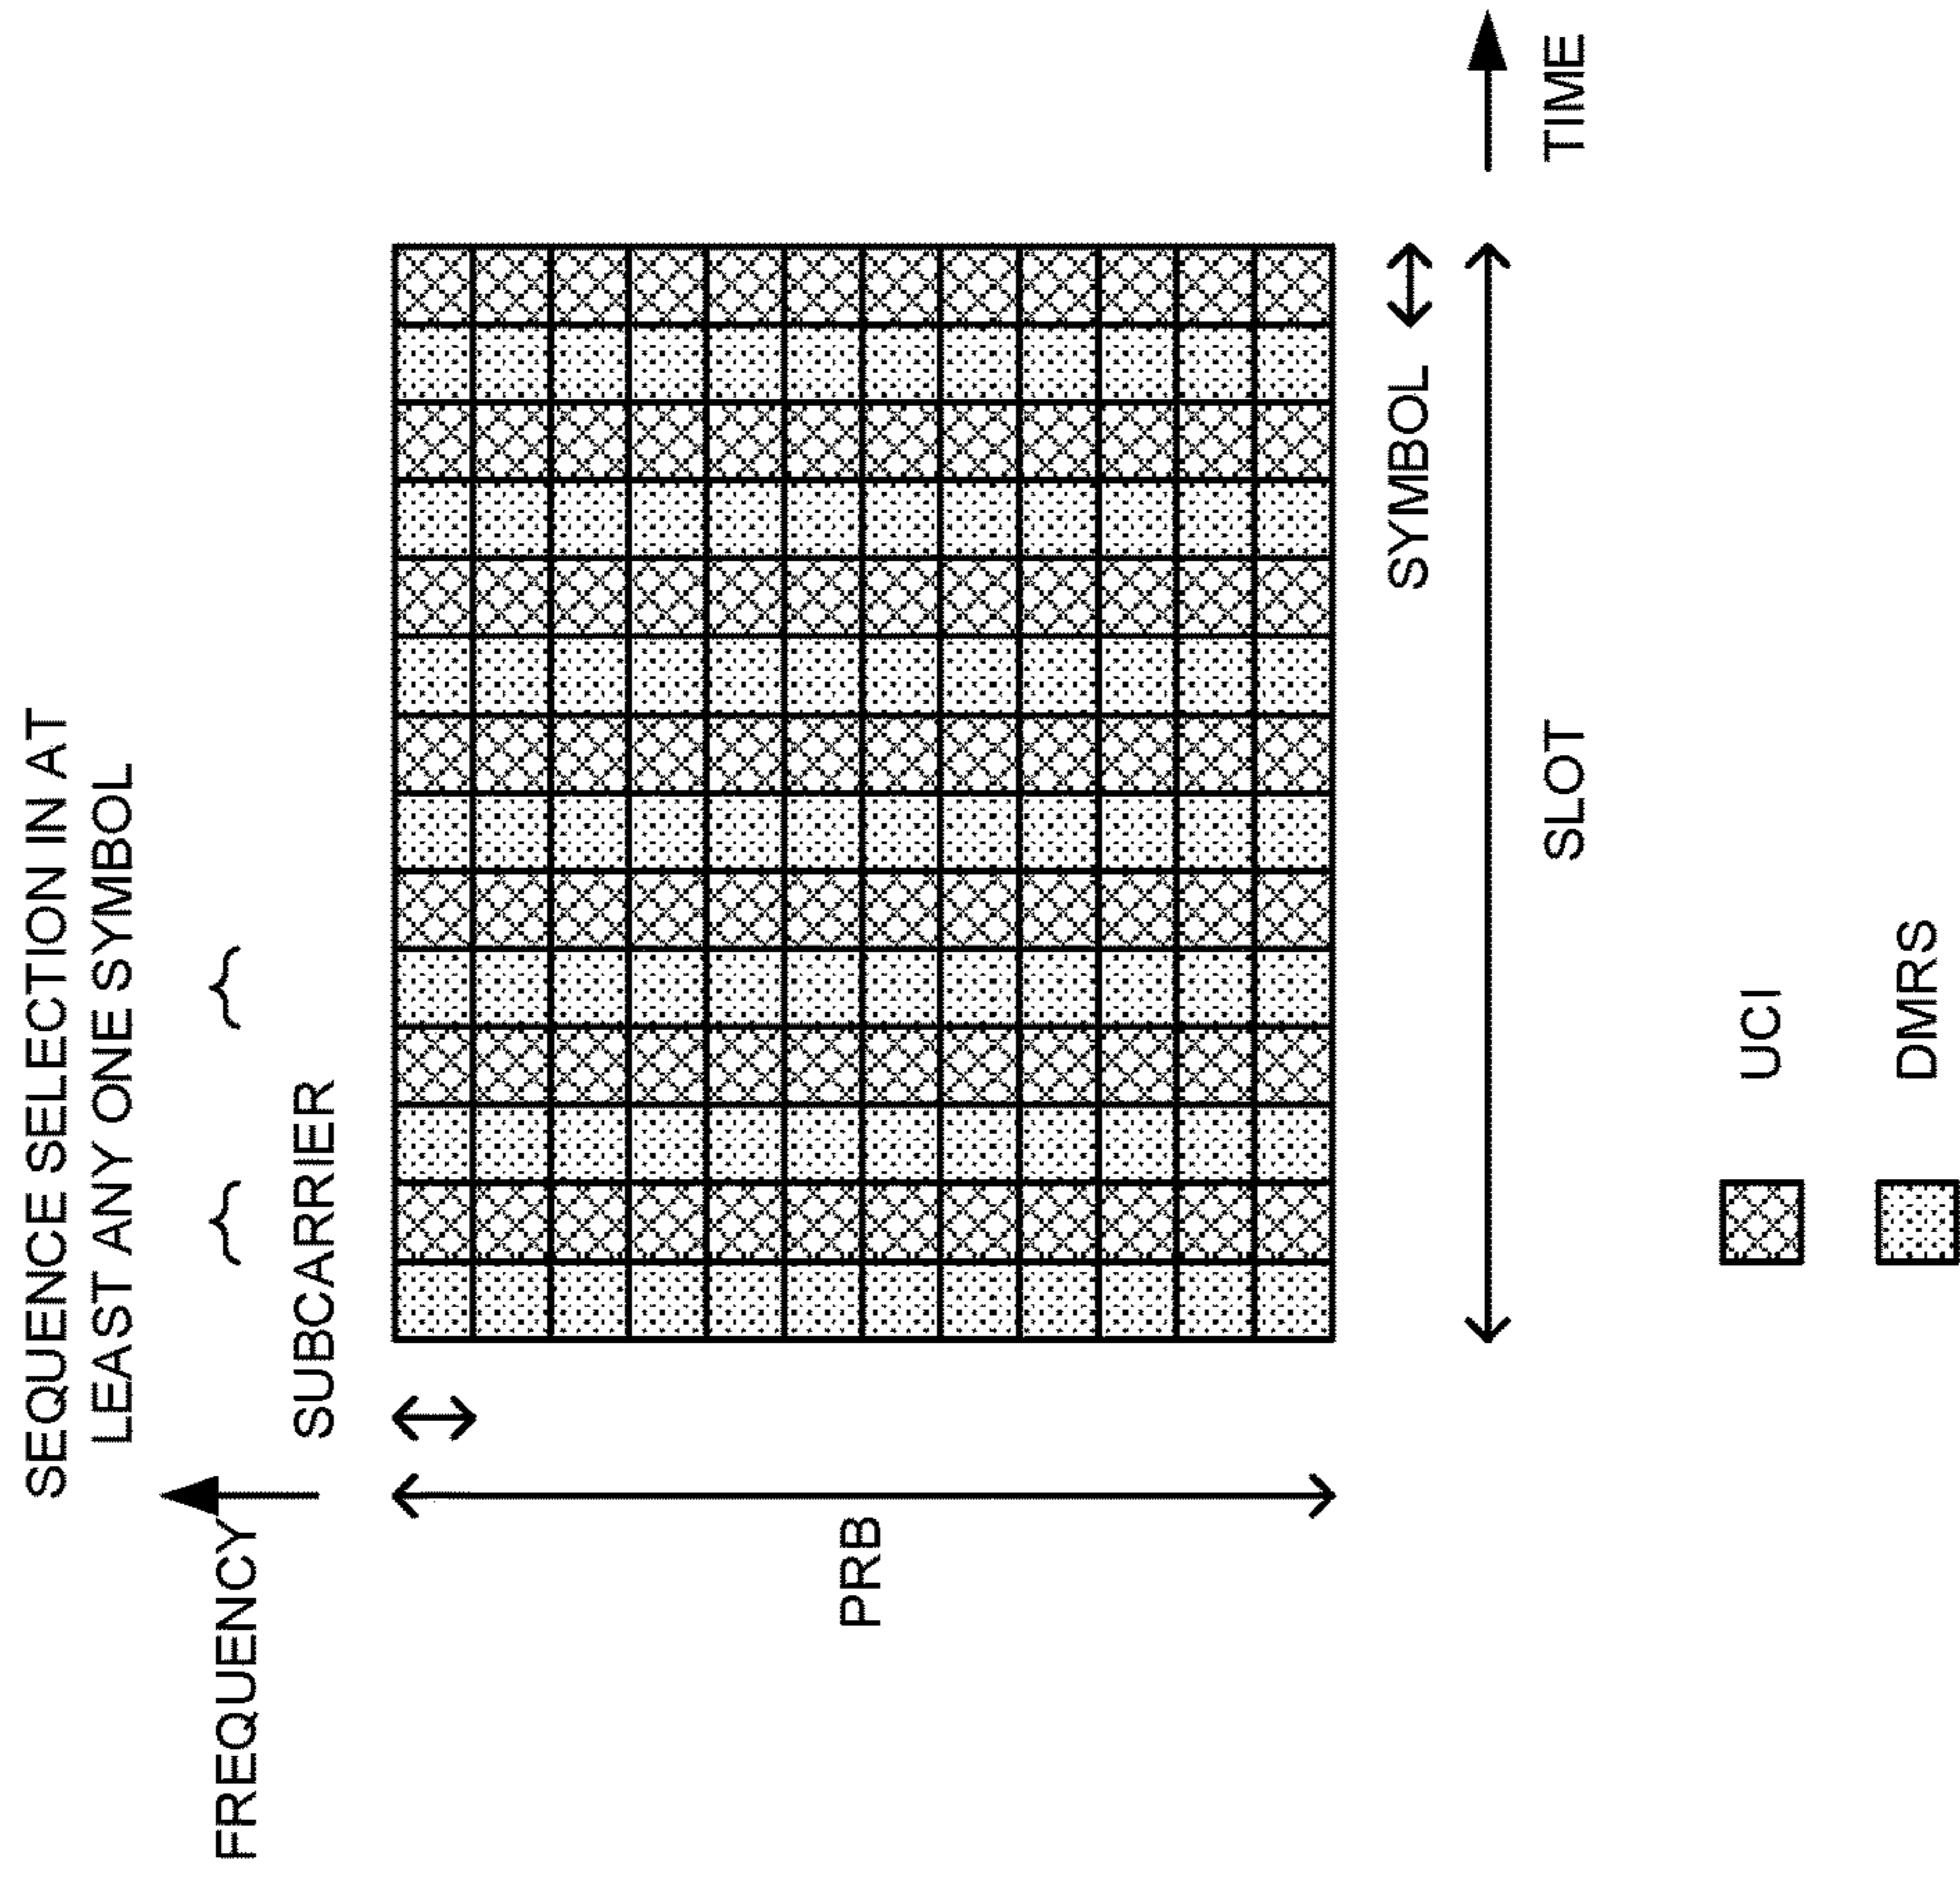 SEQUENCE SELECTION IN AT
LEAST ANY ONE SYMBOL
FREQUENCY
SUBCARRIER
PRB
SYMBOL
SLOT
TIME
UCI
DMRS